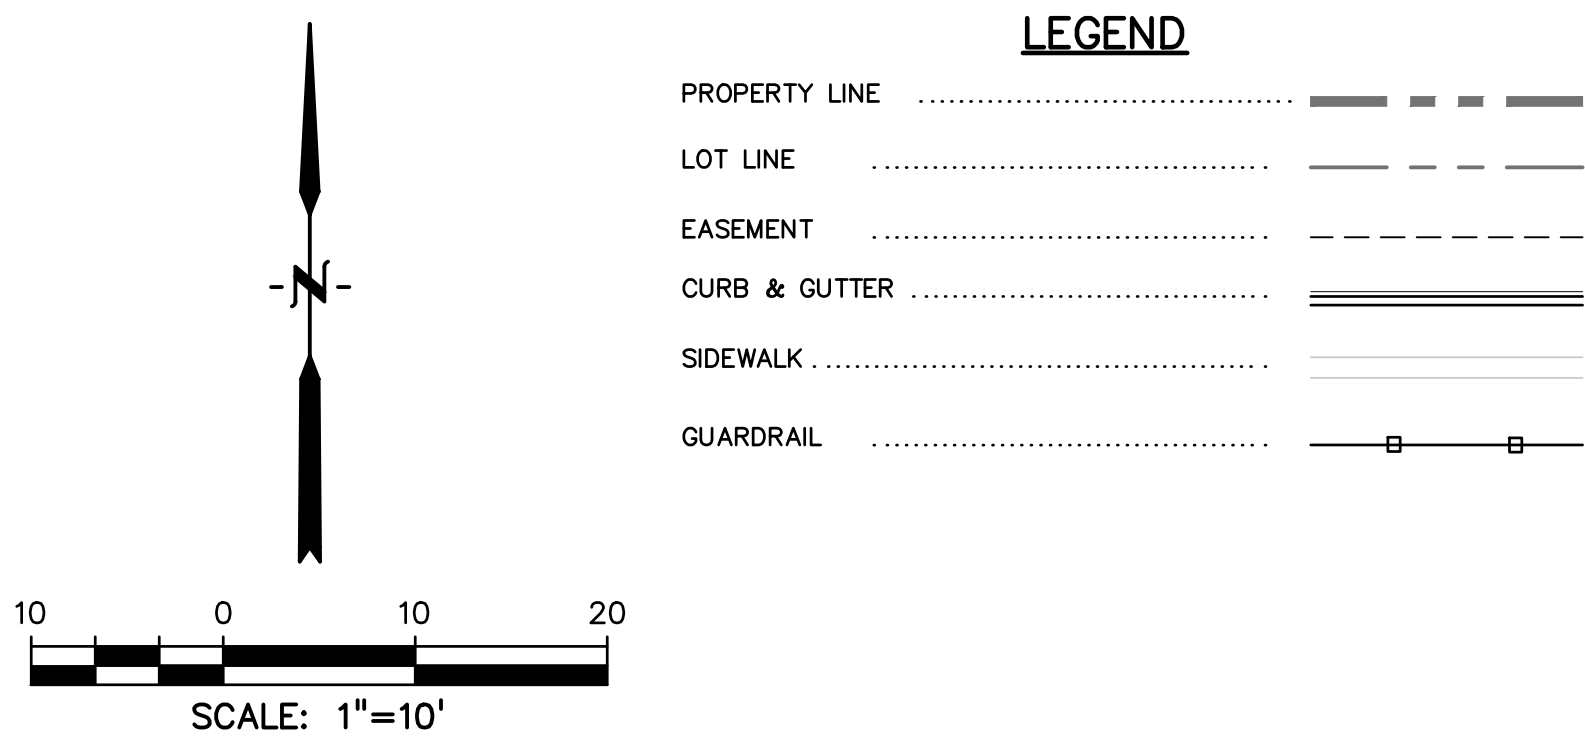 LEGEND
PROPERTY LINE
LOT LINE
EASEMENT
CURB & GUTTER
SIDEWALK
GUARDRAIL
N
10 0 10 20
SCALE: 1"=10'